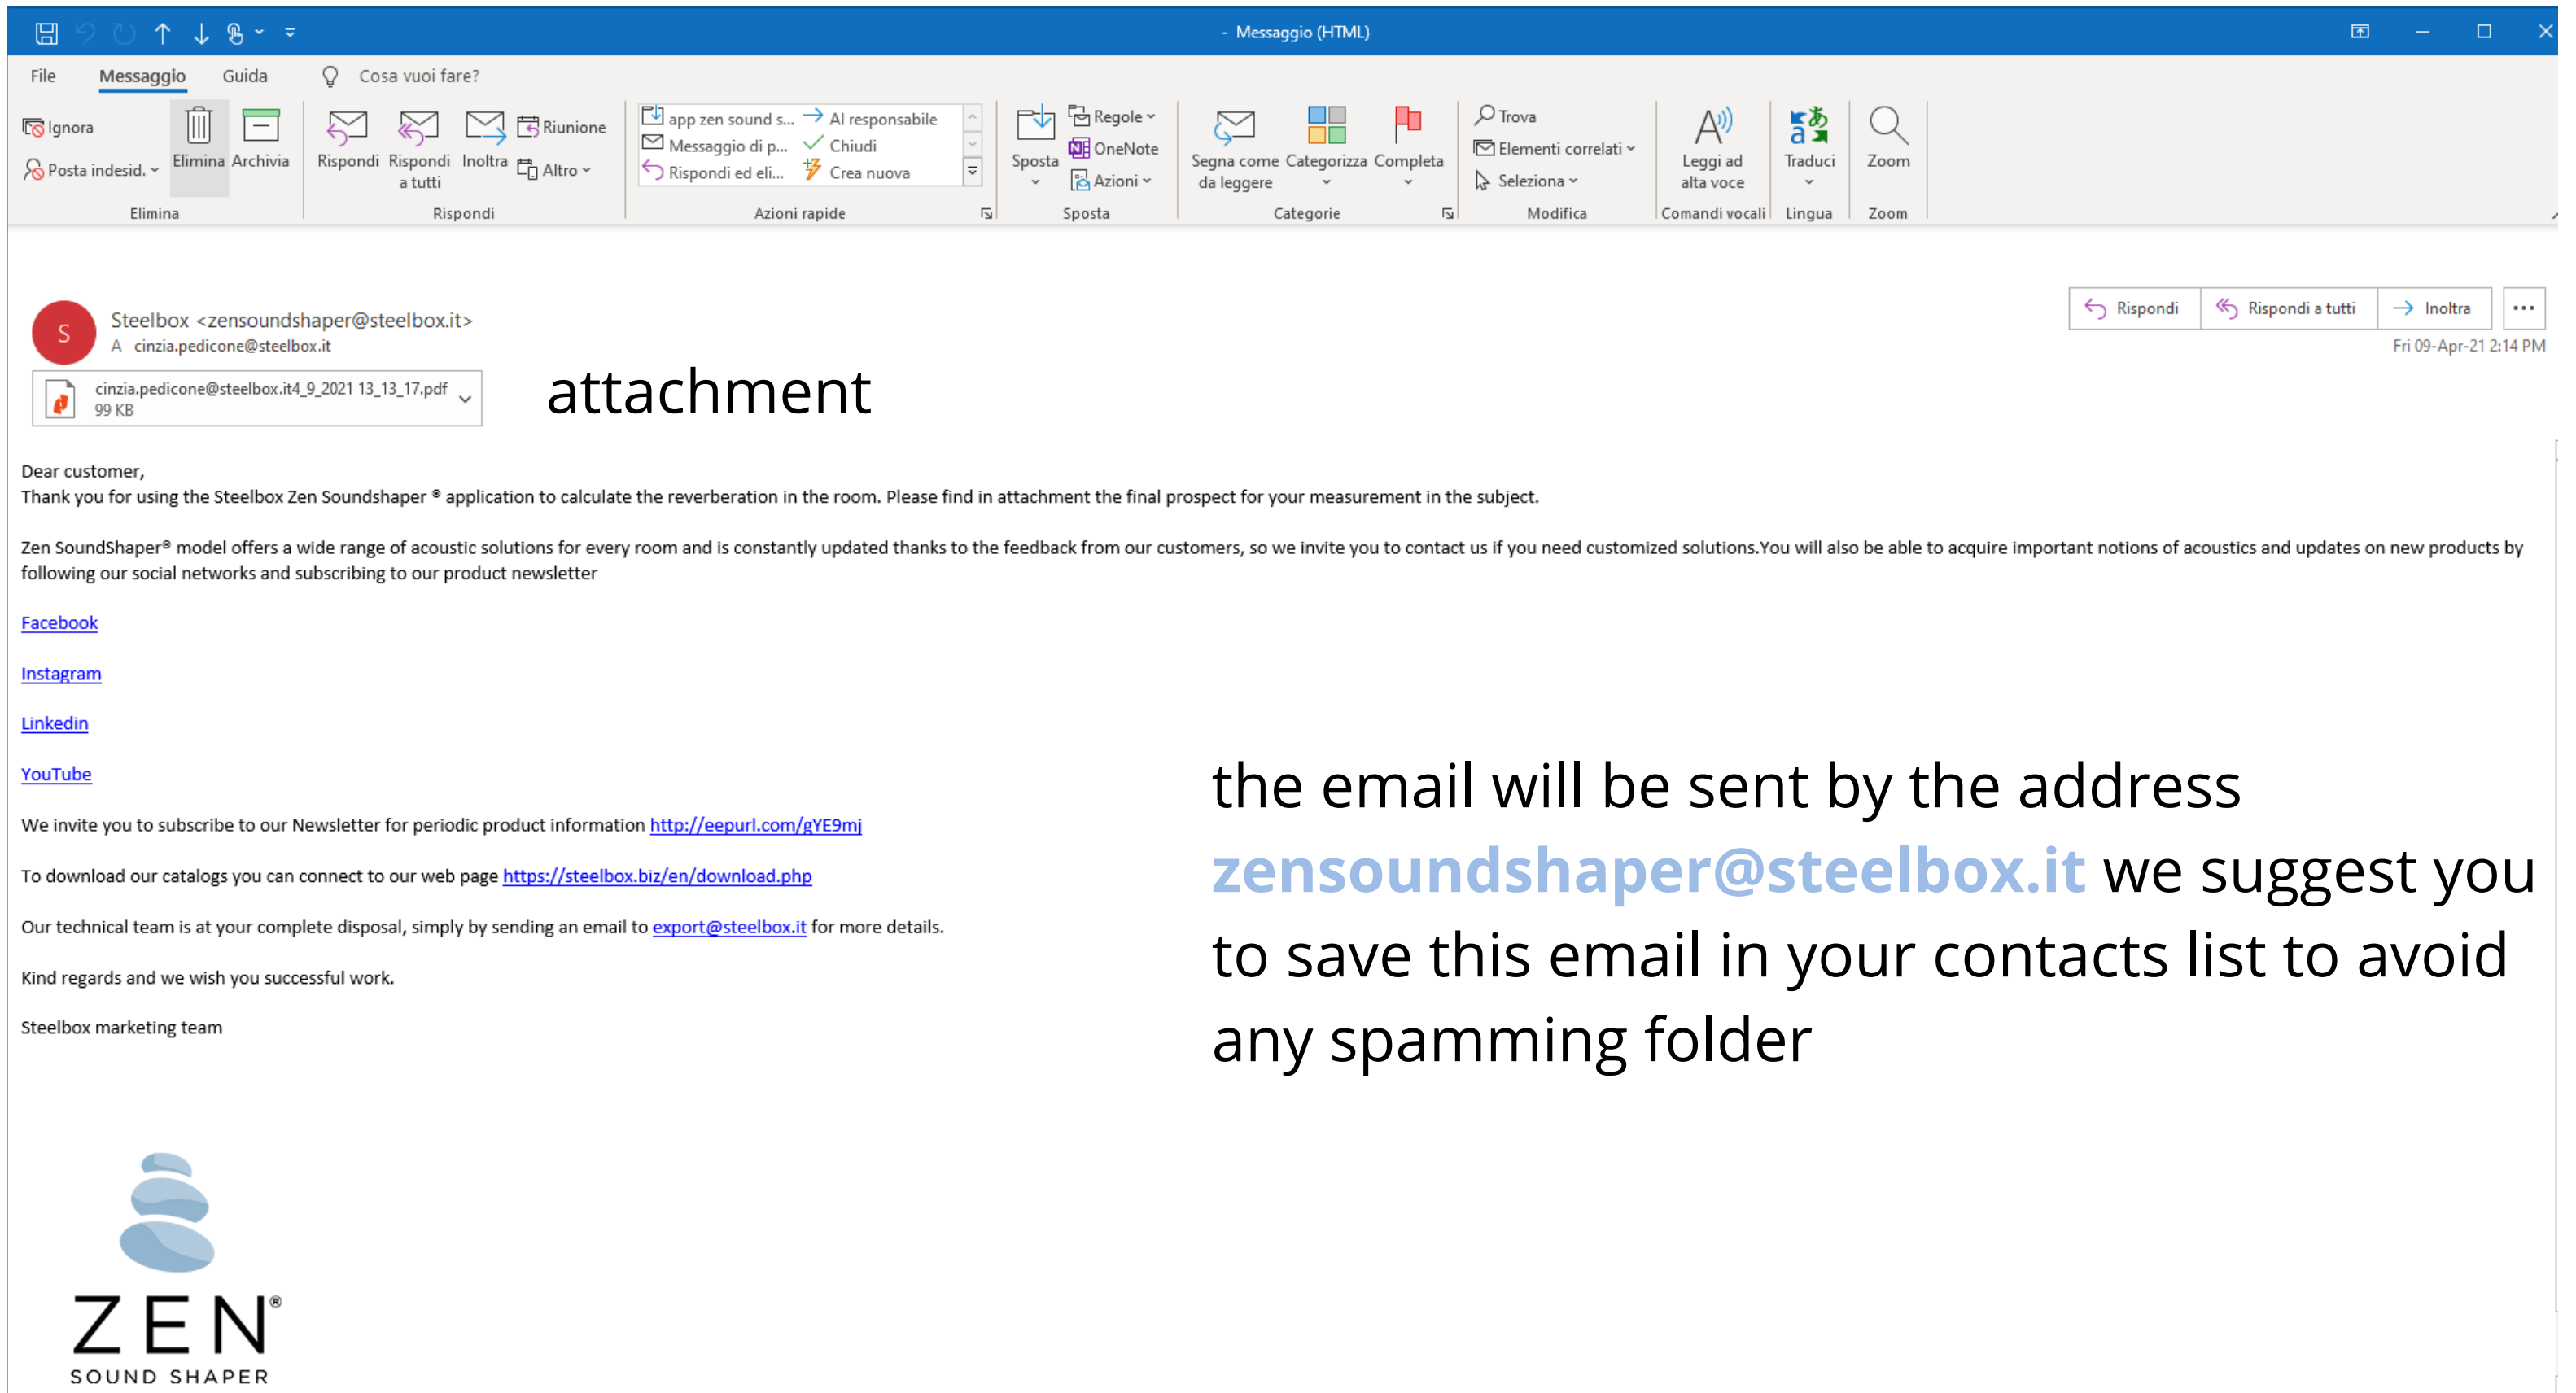 - Messaggio (HTML)
File Messaggio Guida Cosa vuoi fare?
Ignora
Posta indesid.
Elimina Archivia
Elimina
Rispondi Rispondi a tutti Inoltra
Riunione
Altro
Rispondi
app zen sound s... Al responsabile
Messaggio di p... Chiudi
Rispondi ed eli... Crea nuova
Azioni rapide
Sposta
Regole
OneNote
Azioni
Sposta
Segna come da leggere Categorizza Completa
Categorie
Trova
Elementi correlati
Seleziona
Modifica
Leggi ad alta voce
Comandi vocali
Traduci
Lingua
Zoom
Zoom
S
Steelbox <zensoundshaper@steelbox.it>
A cinzia.pedicone@steelbox.it
Rispondi Rispondi a tutti Inoltra ...
Fri 09-Apr-21 2:14 PM
cinzia.pedicone@steelbox.it4_9_2021 13_13_17.pdf
99 KB
attachment
Dear customer,
Thank you for using the Steelbox Zen Soundshaper ® application to calculate the reverberation in the room. Please find in attachment the final prospect for your measurement in the subject.
Zen SoundShaper® model offers a wide range of acoustic solutions for every room and is constantly updated thanks to the feedback from our customers, so we invite you to contact us if you need customized solutions.You will also be able to acquire important notions of acoustics and updates on new products by
following our social networks and subscribing to our product newsletter
Facebook
Instagram
Linkedin
YouTube
We invite you to subscribe to our Newsletter for periodic product information http://eepurl.com/gYE9mj
To download our catalogs you can connect to our web page https://steelbox.biz/en/download.php
Our technical team is at your complete disposal, simply by sending an email to export@steelbox.it for more details.
Kind regards and we wish you successful work.
Steelbox marketing team
the email will be sent by the address
zensoundshaper@steelbox.it we suggest you
to save this email in your contacts list to avoid
any spamming folder
ZEN®
SOUND SHAPER